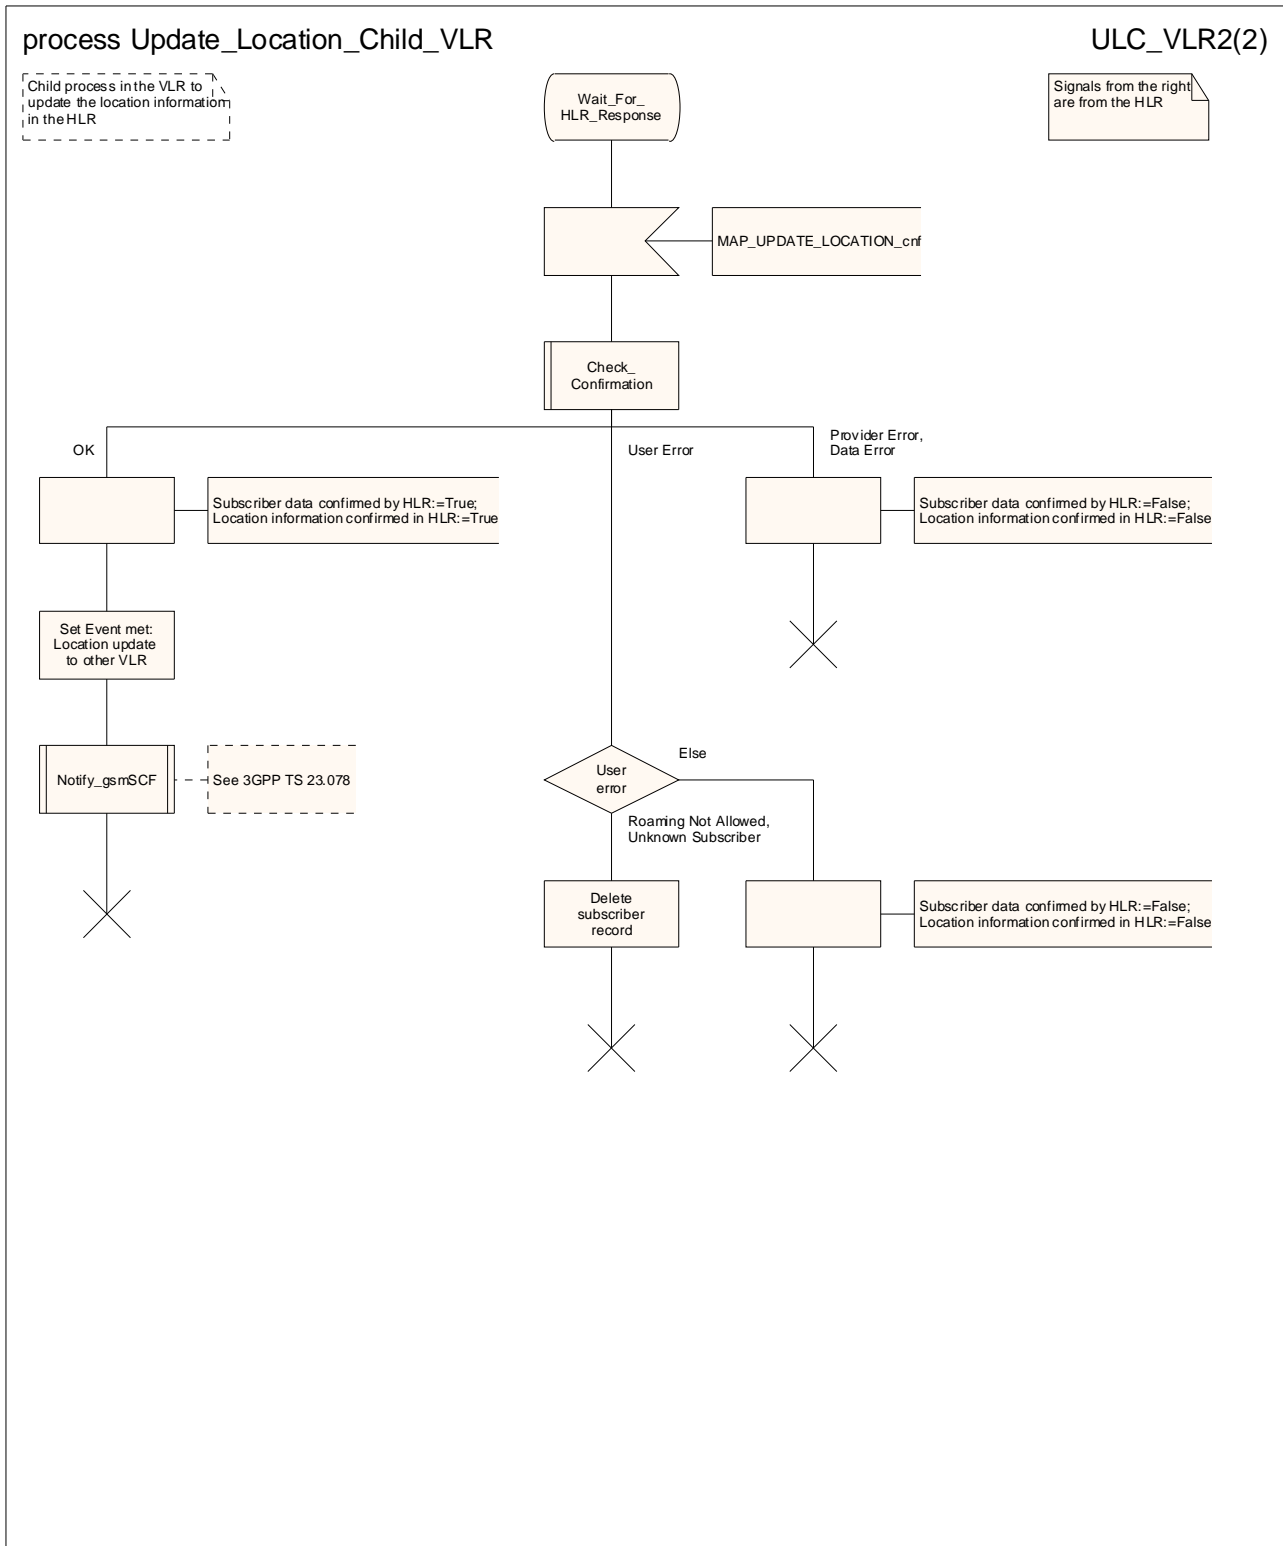 process Update_Location_Child_VLR
ULC_VLR2(2)
Child process in the VLR to
update the location information
in the HLR
Wait_For_
HLR_Response
Signals from the right
are from the HLR
MAP_UPDATE_LOCATION_cnf
Check_
Confirmation
OK
User Error
Provider Error,
Data Error
Subscriber data confirmed by HLR:=True;
Location information confirmed in HLR:=True
Subscriber data confirmed by HLR:=False;
Location information confirmed in HLR:=False
Set Event met:
Location update
to other VLR
Notify_gsmSCF
See 3GPP TS 23.078
User
error
Else
Roaming Not Allowed,
Unknown Subscriber
Delete
subscriber
record
Subscriber data confirmed by HLR:=False;
Location information confirmed in HLR:=False